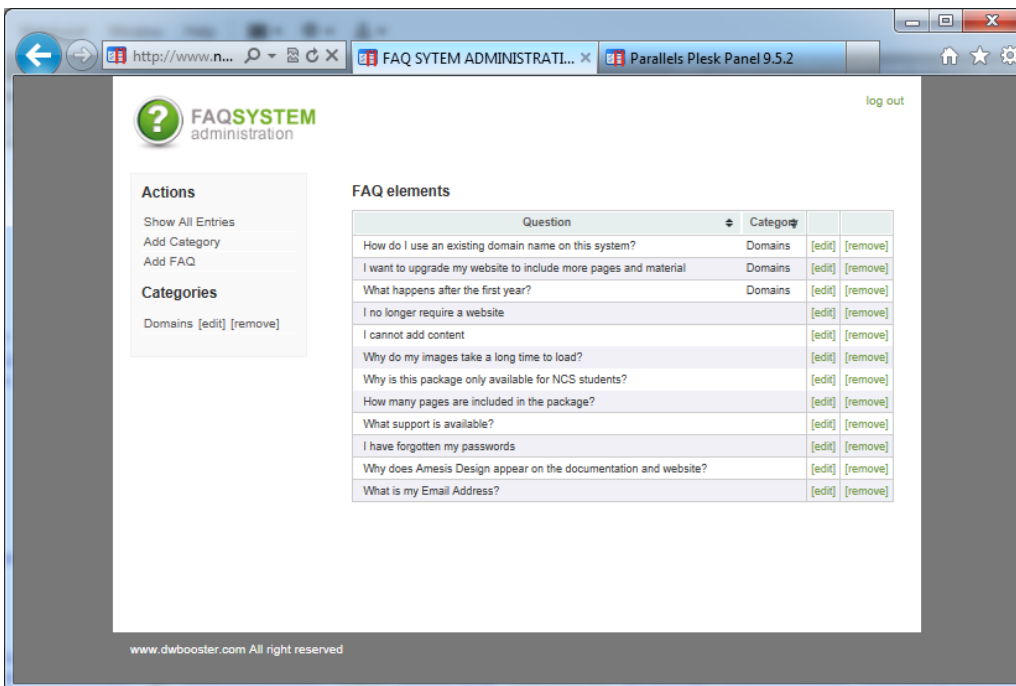 http://www.n...
FAQ SYTEM ADMINISTRATI...
Parallels Plesk Panel 9.5.2
log out
FAQSYSTEM
administration
Actions
Show All Entries
Add Category
Add FAQ
Categories
Domains [edit] [remove]
FAQ elements
Question Category
How do I use an existing domain name on this system? Domains [edit] [remove]
I want to upgrade my website to include more pages and material Domains [edit] [remove]
What happens after the first year? Domains [edit] [remove]
I no longer require a website [edit] [remove]
I cannot add content [edit] [remove]
Why do my images take a long time to load? [edit] [remove]
Why is this package only available for NCS students? [edit] [remove]
How many pages are included in the package? [edit] [remove]
What support is available? [edit] [remove]
I have forgotten my passwords [edit] [remove]
Why does Amesis Design appear on the documentation and website? [edit] [remove]
What is my Email Address? [edit] [remove]
www.dwbooster.com All right reserved